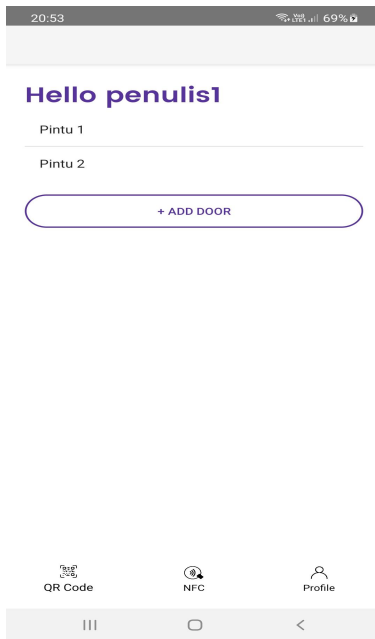 20:53
69%
Hello penulis1
Pintu 1
Pintu 2
+ ADD DOOR
QR Code
NFC
Profile